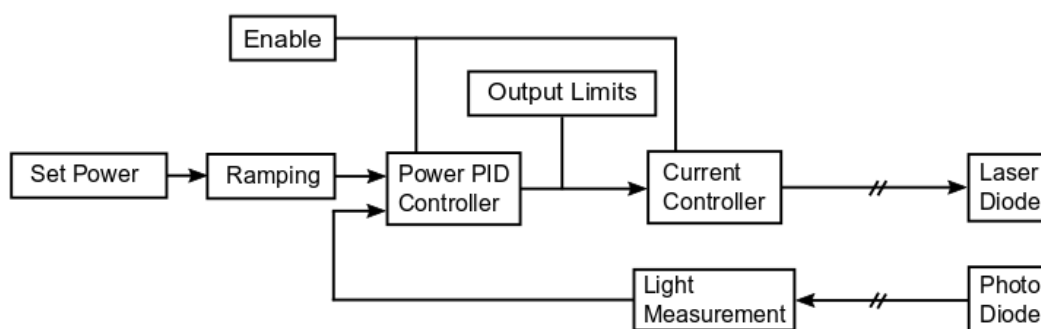 Enable
Output Limits
Set Power
Ramping
Power PID
Controller
Current
Controller
Laser
Diode
Light
Measurement
Photo
Diode